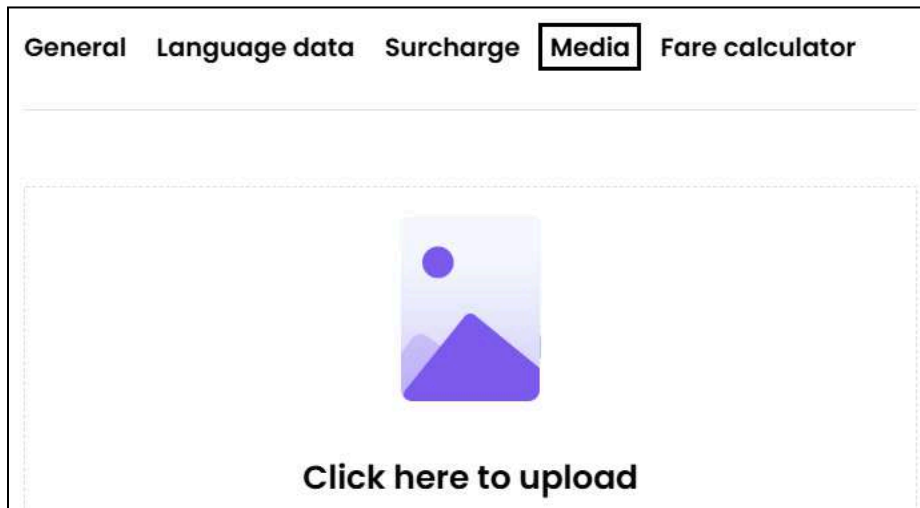 General Language data Surcharge Media Fare calculator
Click here to upload